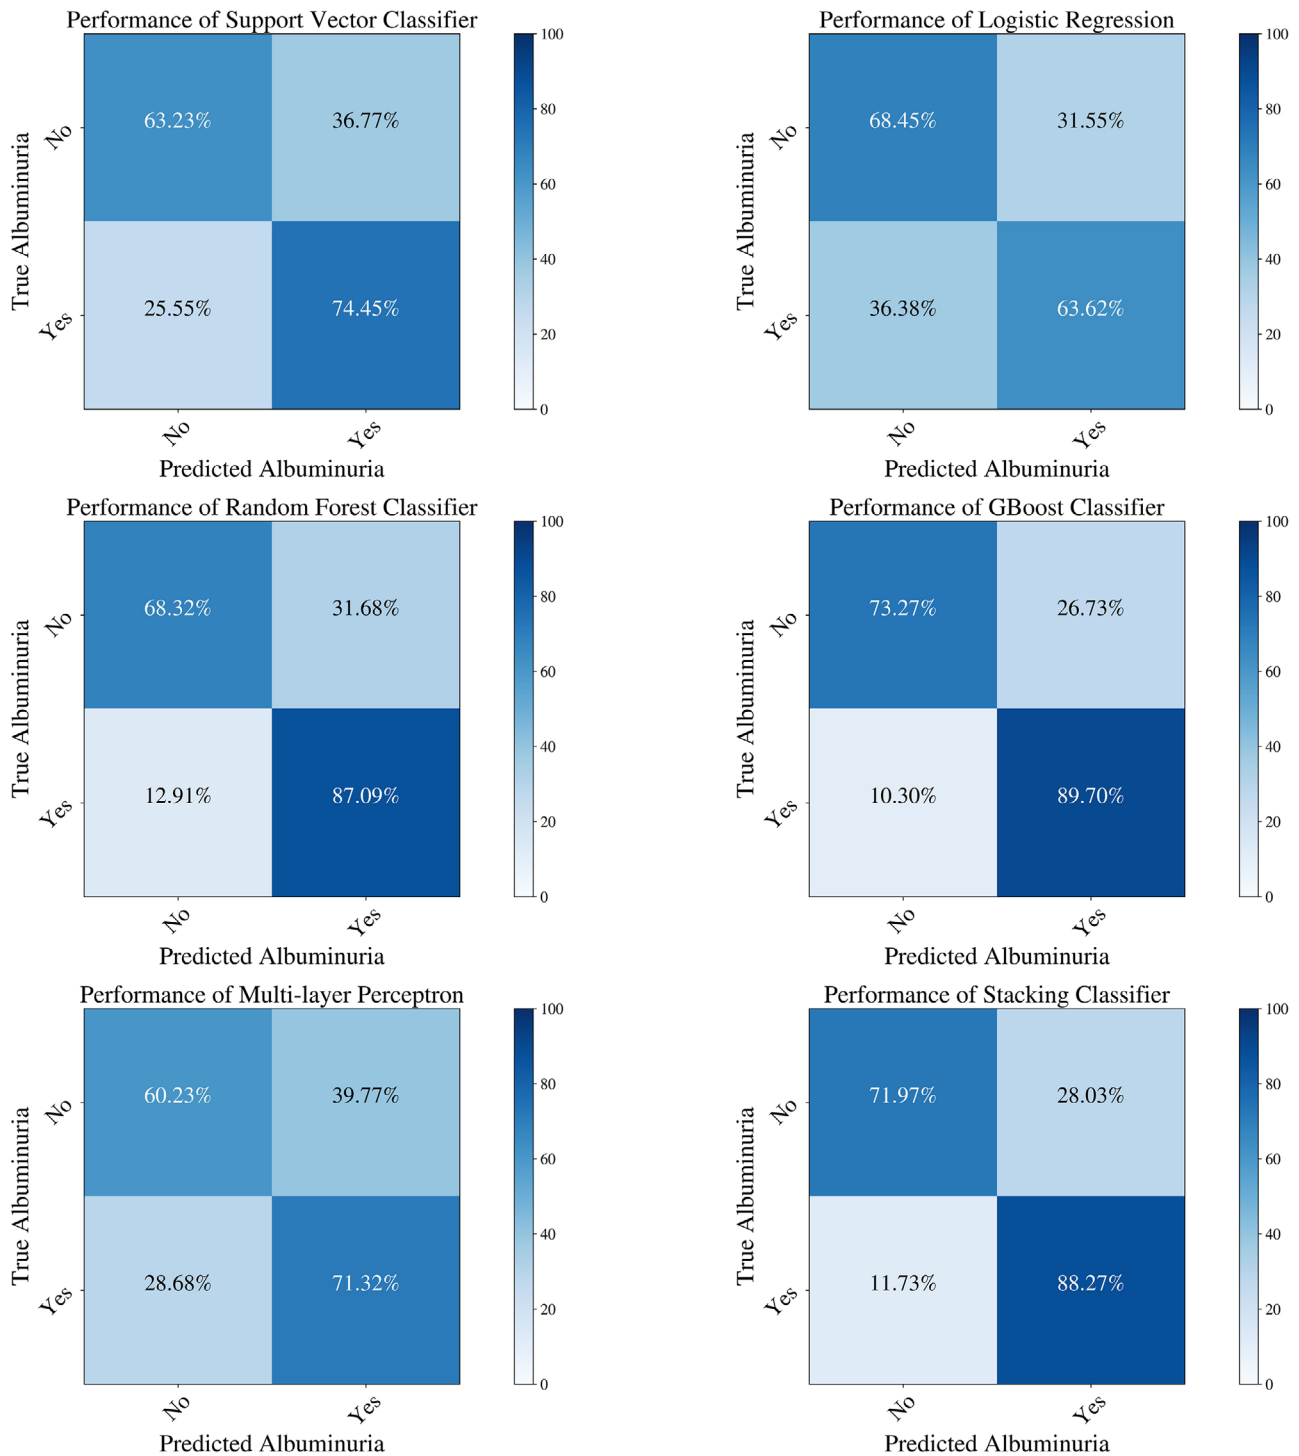 Performance of Support Vector Classifier
True Albuminuria
No
63.23%
36.77%
Yes
25.55%
74.45%
No
Yes
Predicted Albuminuria
100
80
60
40
20
0
Performance of Logistic Regression
True Albuminuria
No
68.45%
31.55%
Yes
36.38%
63.62%
No
Yes
Predicted Albuminuria
100
80
60
40
20
0
Performance of Random Forest Classifier
True Albuminuria
No
68.32%
31.68%
Yes
12.91%
87.09%
No
Yes
Predicted Albuminuria
100
80
60
40
20
0
Performance of GBoost Classifier
True Albuminuria
No
73.27%
26.73%
Yes
10.30%
89.70%
No
Yes
Predicted Albuminuria
100
80
60
40
20
0
Performance of Multi-layer Perceptron
True Albuminuria
No
60.23%
39.77%
Yes
28.68%
71.32%
No
Yes
Predicted Albuminuria
100
80
60
40
20
0
Performance of Stacking Classifier
True Albuminuria
No
71.97%
28.03%
Yes
11.73%
88.27%
No
Yes
Predicted Albuminuria
100
80
60
40
20
0